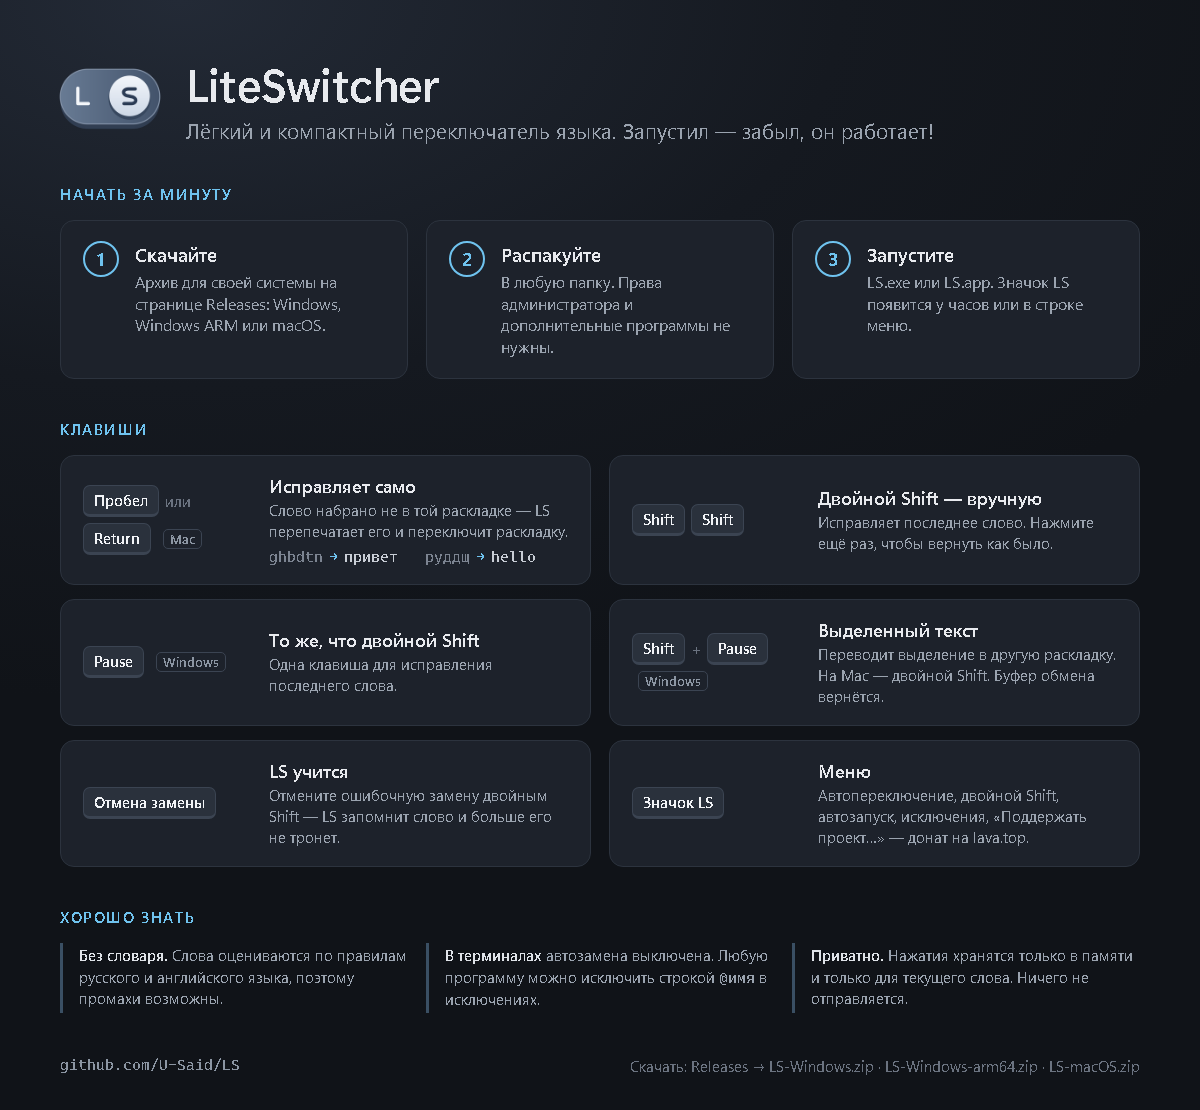 L S
LiteSwitcher
Лёгкий и компактный переключатель языка. Запустил — забыл, он работает!
НАЧАТЬ ЗА МИНУТУ
1
Скачайте
Архив для своей системы на
странице Releases: Windows,
Windows ARM или macOS.
2
Распакуйте
В любую папку. Права
администратора и
дополнительные программы не
нужны.
3
Запустите
LS.exe или LS.app. Значок LS
появится у часов или в строке
меню.
КЛАВИШИ
Пробел или
Return Mac
Исправляет само
Слово набрано не в той раскладке — LS
перепечатает его и переключит раскладку.
ghbdtn → привет руддщ → hello
Shift Shift
Двойной Shift — вручную
Исправляет последнее слово. Нажмите
ещё раз, чтобы вернуть как было.
Pause Windows
То же, что двойной Shift
Одна клавиша для исправления
последнего слова.
Shift + Pause
Windows
Выделенный текст
Переводит выделение в другую раскладку.
На Mac — двойной Shift. Буфер обмена
вернётся.
Отмена замены
LS учится
Отмените ошибочную замену двойным
Shift — LS запомнит слово и больше его
не тронет.
Значок LS
Меню
Автопереключение, двойной Shift,
автозапуск, исключения, «Поддержать
проект…» — донат на lava.top.
ХОРОШО ЗНАТЬ
Без словаря. Слова оцениваются по правилам
русского и английского языка, поэтому
промахи возможны.
В терминалах автозамена выключена. Любую
программу можно исключить строкой @имя в
исключениях.
Приватно. Нажатия хранятся только в памяти
и только для текущего слова. Ничего не
отправляется.
github.com/U-Said/LS
Скачать: Releases → LS-Windows.zip · LS-Windows-arm64.zip · LS-macOS.zip